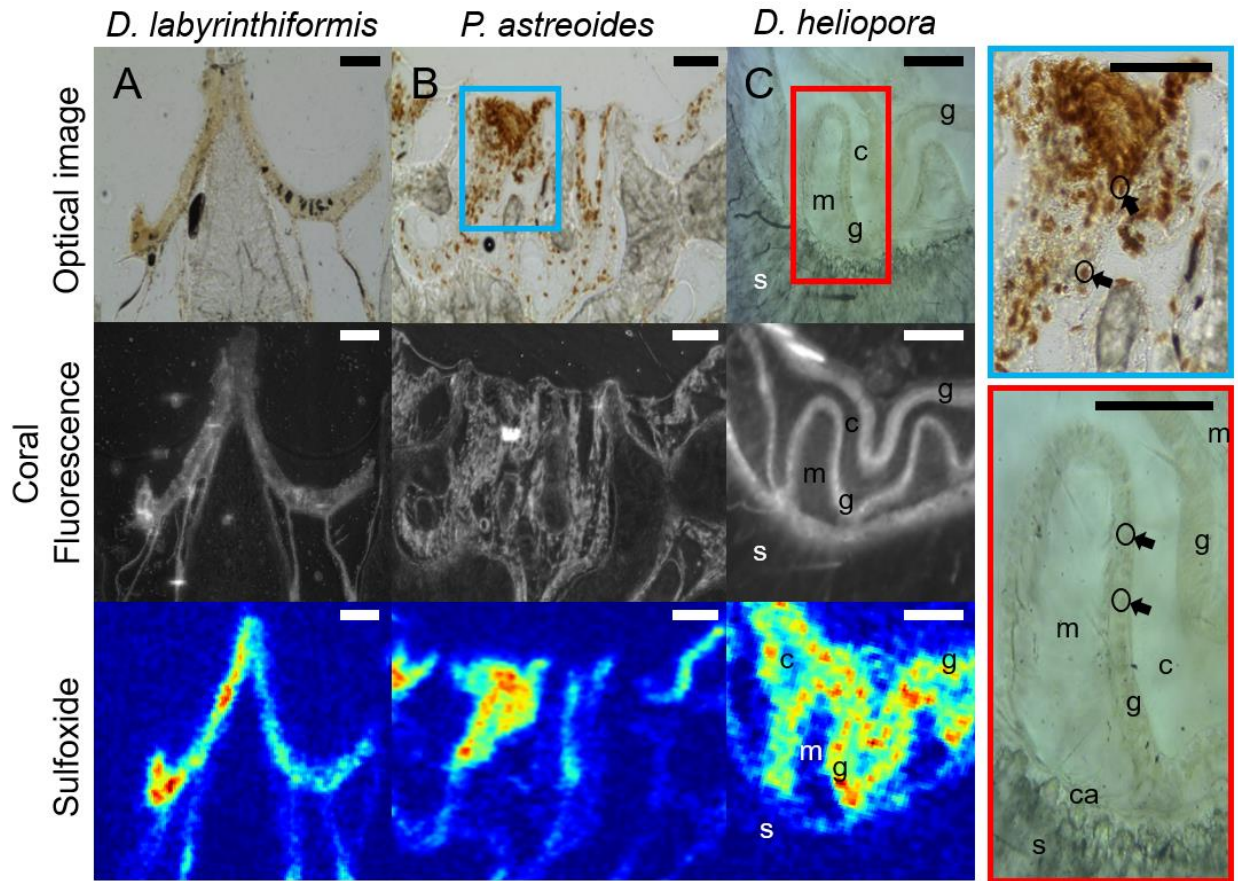 D. labyrinthiformis P. astreoides D. heliopora
Optical image
A
B
C
g
c
m
g
s
Coral
Fluorescence
g
c
m
g
s
Sulfoxide
c
g
m
g
s
m
g
m
c
g
ca
s